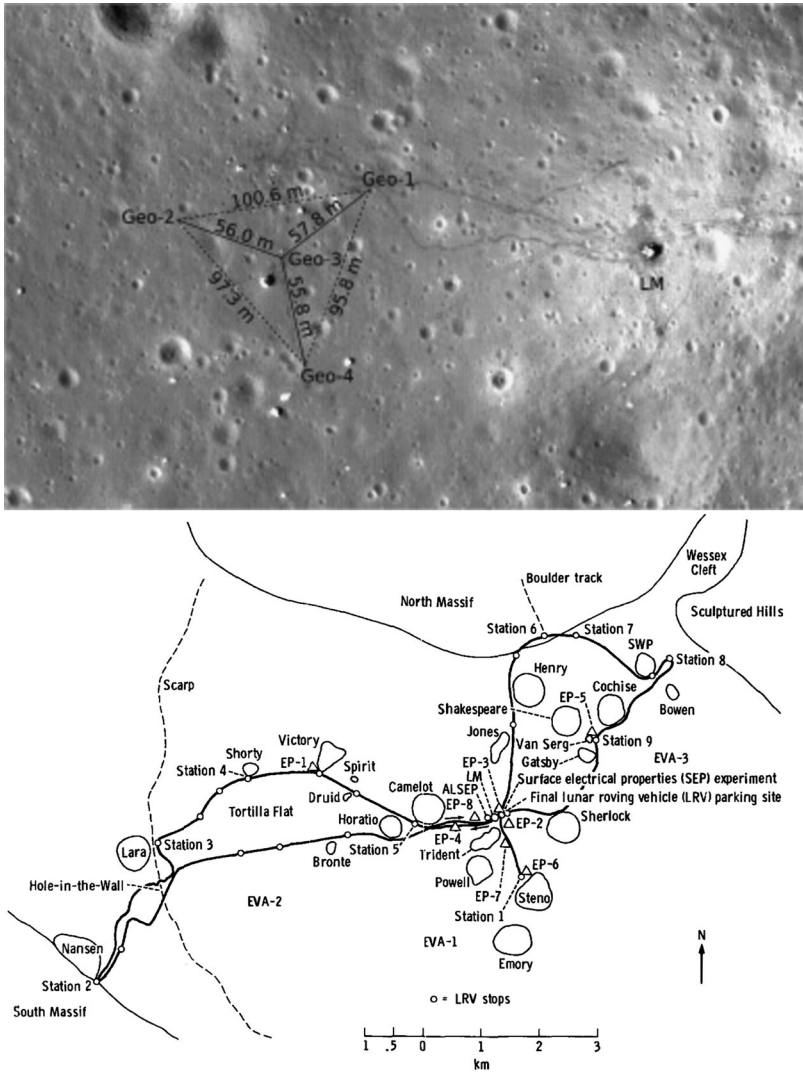 Geo-1
100.6 m
Geo-2
57.8 m
56.0 m
Geo-3
95.8 m
97.3 m
55.8 m
LM
Geo-4
Wessex
Cleft
Boulder track
North Massif
Sculptured Hills
Station 6
Station 7
SWP
Station 8
Scarp
Henry
Cochise
EP-5
Shakespeare
Bowen
Jones
Victory
Van Serg
Station 9
Shorty
Gatsby
EVA-3
EP-1
Spirit
EP-3
Station 4
LM
Surface electrical properties (SEP) experiment
Druid
Camelot
ALSEP
Final lunar roving vehicle (LRV) parking site
Tortilla Flat
EP-8
Horatio
EP-2
Sherlock
Station 3
EP-4
Lara
Station 5
Trident
Bronte
EP-6
Hole-in-the-Wall
Powell
EP-7
Steno
EVA-2
Station 1
N
Nansen
EVA-1
Emory
Station 2
= LRV stops
South Massif
1 .5 0 1 2 3
km